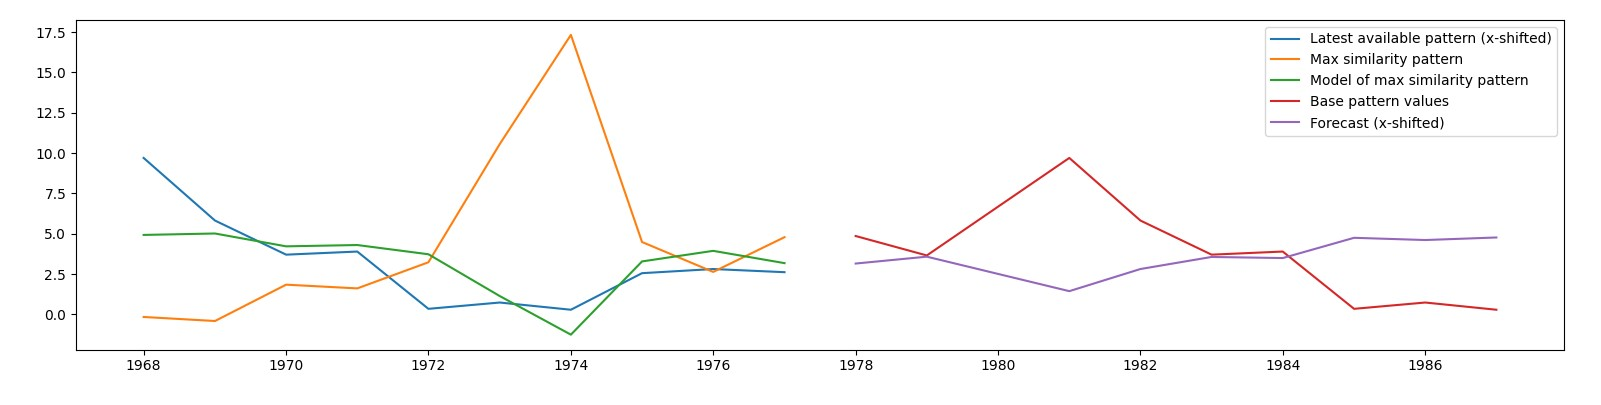 17.5
15.0
12.5
10.0
7.5
5.0
2.5
0.0
1968 1970 1972 1974 1976 1978 1980 1982 1984 1986
Latest available pattern (x-shifted)
Max similarity pattern
Model of max similarity pattern
Base pattern values
Forecast (x-shifted)